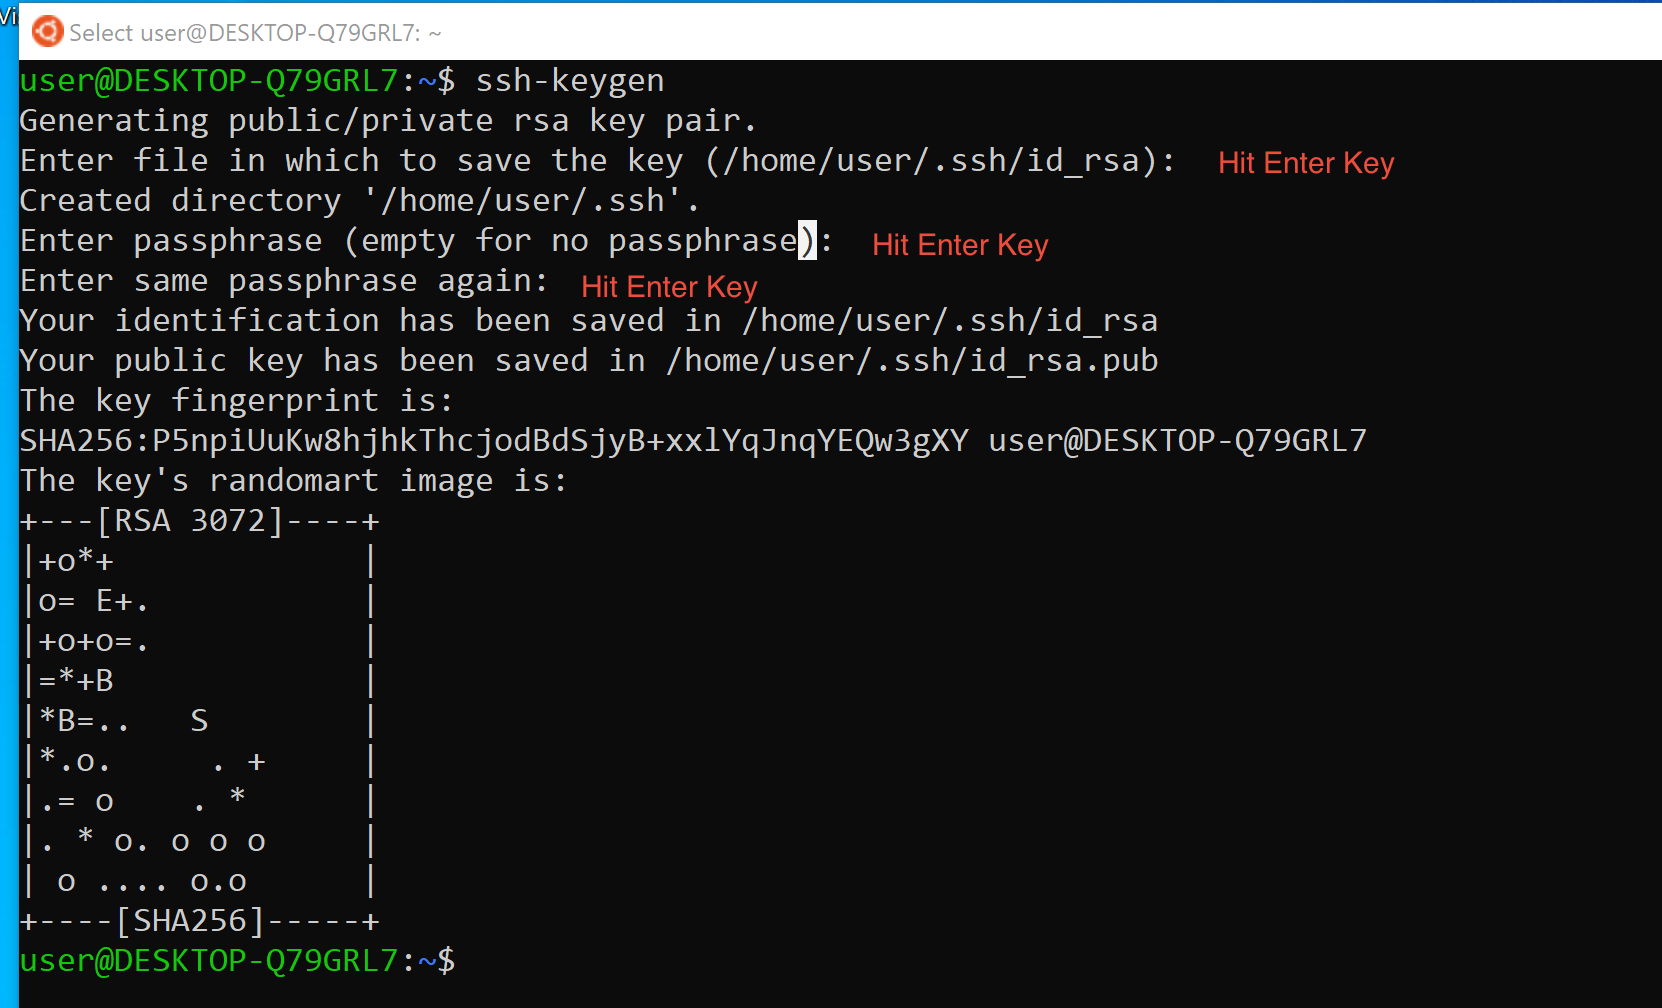 Vi
Select user@DESKTOP-Q79GRL7: ~
user@DESKTOP-Q79GRL7:~$ ssh-keygen
Generating public/private rsa key pair.
Enter file in which to save the key (/home/user/.ssh/id_rsa): Hit Enter Key
Created directory '/home/user/.ssh'.
Enter passphrase (empty for no passphrase): Hit Enter Key
Enter same passphrase again: Hit Enter Key
Your identification has been saved in /home/user/.ssh/id_rsa
Your public key has been saved in /home/user/.ssh/id_rsa.pub
The key fingerprint is:
SHA256:P5npiUuKw8hjhkThcjodBdSjyB+xxlYqJnqYEQw3gXY user@DESKTOP-Q79GRL7
The key's randomart image is:
+---[RSA 3072]----+
|+o*+             |
|o= E+.           |
|+o+o=.           |
|=*+B             |
|*B=..   S        |
|*.o.     . +     |
|.= o    . *      |
|. * o. o o o     |
| o .... o.o      |
+----[SHA256]-----+
user@DESKTOP-Q79GRL7:~$